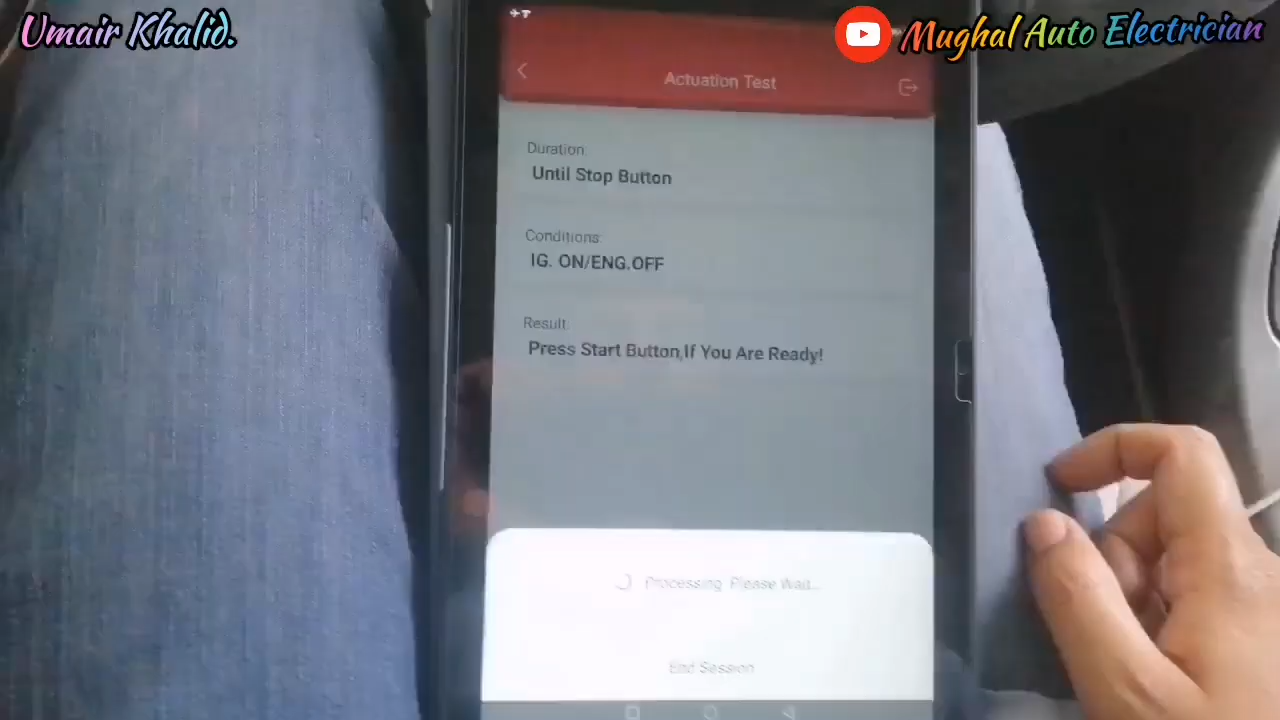 Umair Khalid.
Mughal Auto Electrician
Actuation Test
Duration:
Until Stop Button
Conditions:
IG. ON/ENG.OFF
Result:
Press Start Button,If You Are Ready!
Processing Please Wait...
End Session